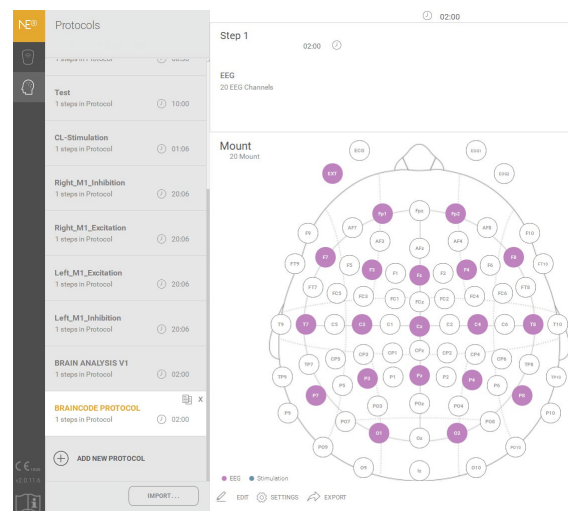 NE®
Protocols
02:00
Step 1
02:00
EEG
20 EEG Channels
Test
1 steps in Protocol
10:00
CL-Stimulation
1 steps in Protocol
01:06
Right_M1_Inhibition
1 steps in Protocol
20:06
Right_M1_Excitation
1 steps in Protocol
20:06
Left_M1_Excitation
1 steps in Protocol
20:06
Left_M1_Inhibition
1 steps in Protocol
20:06
BRAIN ANALYSIS V1
1 steps in Protocol
02:00
x
BRAINCODE PROTOCOL
1 steps in Protocol
02:00
ADD NEW PROTOCOL
IMPORT...
CE
v2.0.11.6
Mount
20 Mount
ECG
EXT
Fp1 Fpz Fp2
AF7 AF8
F9 F10
AF3 AFz AF4
F7 F8
FT9 F5 F3 F1 Fz F2 F4 F6 FT10
FT7 FC5 FC3 FC1 FCz FC2 FC4 FC6 FT8
T9 T7 C5 C3 C1 Cz C2 C4 C6 T8 T10
TP7 CP5 CP3 CP1 CPz CP2 CP4 CP6 TP8
TP9 P5 P3 P1 Pz P2 P4 P6 TP10
P7 P8
P9 PO3 PO4 P10
PO7 PO8
O1 Oz O2
PO9 PO10
O9 Iz O10
EEG Stimulation
EDIT SETTINGS EXPORT